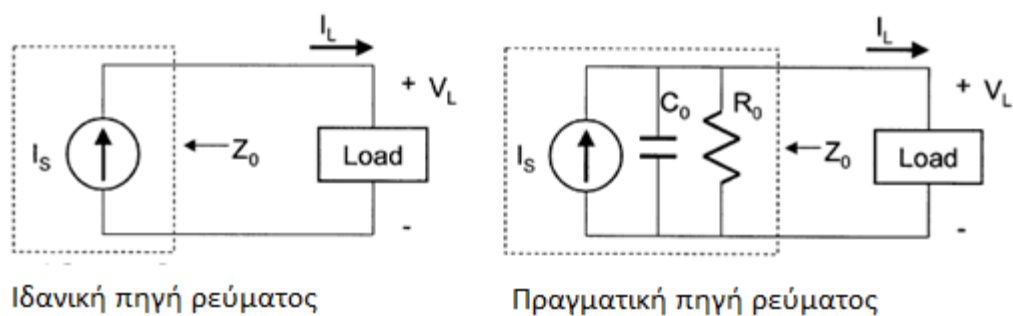 I_L
+ V_L
I_S
Z_0
Load
-
Ιδανική πηγή ρεύματος
I_L
+ V_L
C_0
R_0
I_S
Z_0
Load
-
Πραγματική πηγή ρεύματος